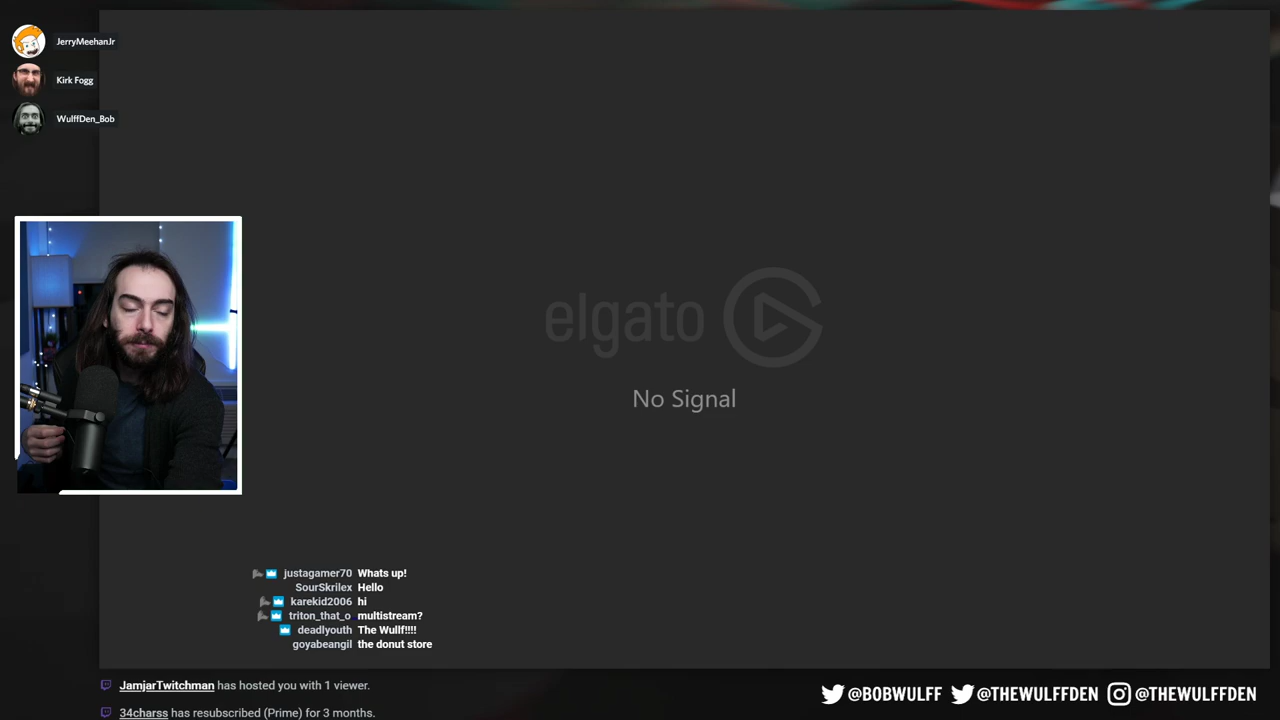 JerryMeehanJr
Kirk Fogg
WulffDen_Bob
elgato
No Signal
justagamer70 Whats up!
SourSkrilex Hello
karekid2006 hi
triton_that_o multistream?
deadlyouth The Wullf!!!!
goyabeangil the donut store
JamjarTwitchman has hosted you with 1 viewer.
34charss has resubscribed (Prime) for 3 months.
@BOBWULFF @THEWULFFDEN @THEWULFFDEN